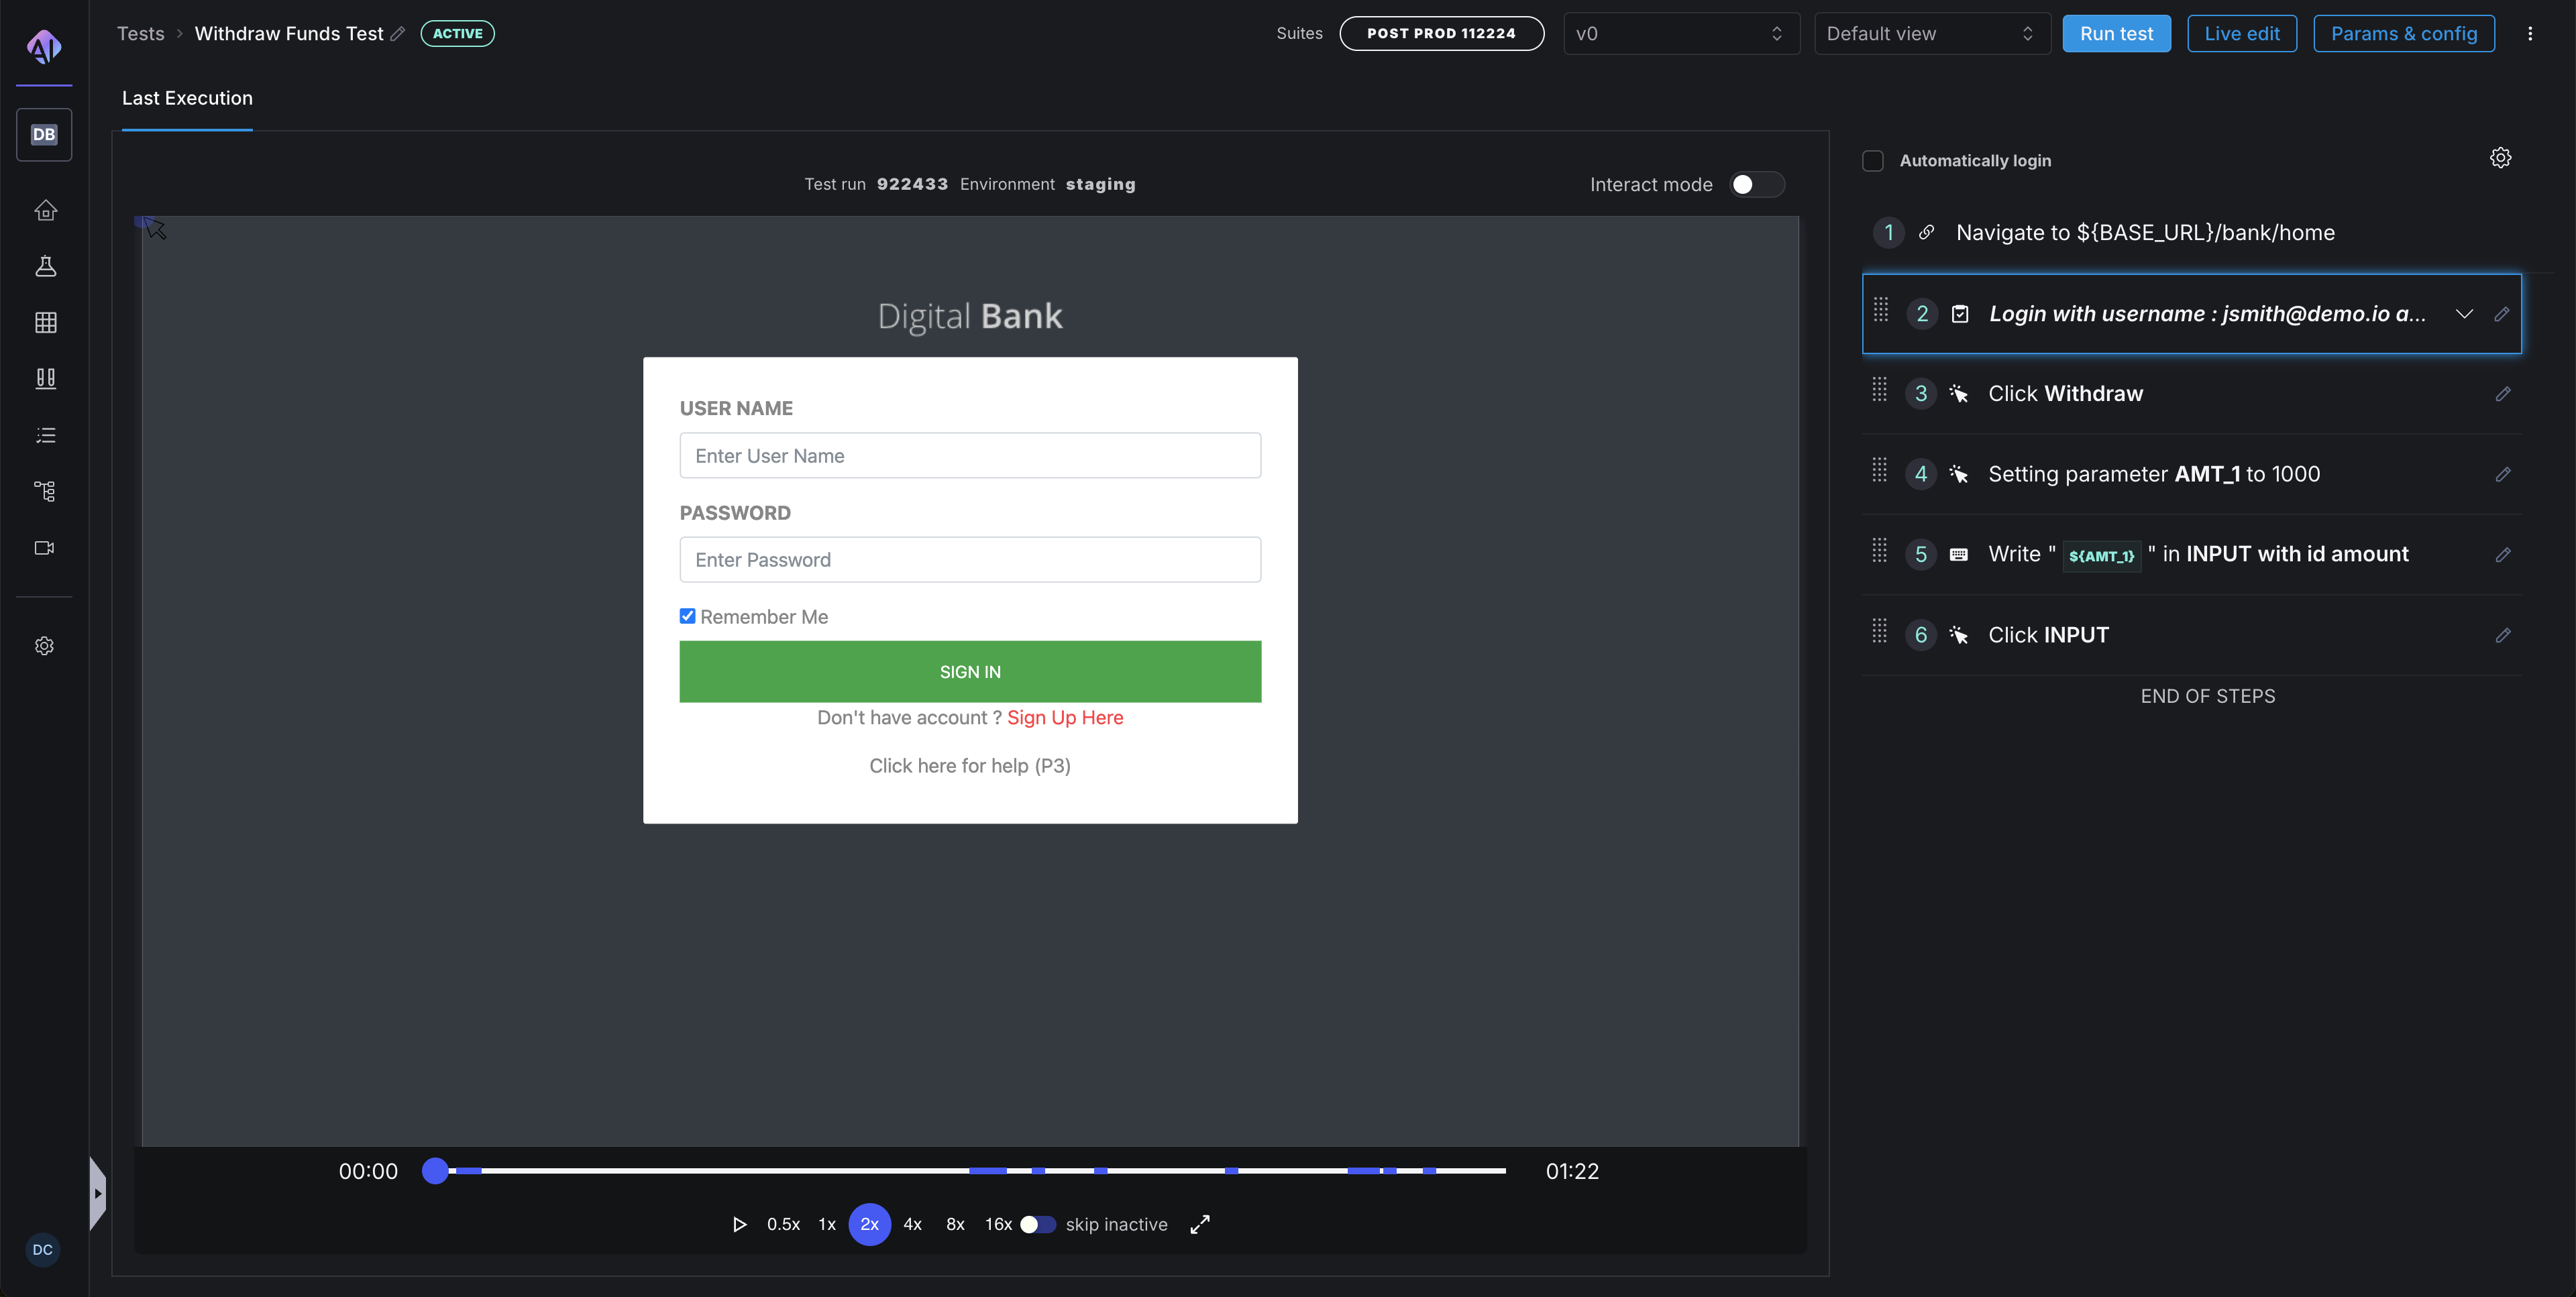 Tests > Withdraw Funds Test ACTIVE
Suites POST PROD 112224 v0 Default view Run test Live edit Params & config
DB
Last Execution
Test run 922433 Environment staging
Interact mode
Digital Bank
USER NAME
Enter User Name
PASSWORD
Enter Password
Remember Me
SIGN IN
Don't have account ? Sign Up Here
Click here for help (P3)
00:00
01:22
0.5x 1x 2x 4x 8x 16x skip inactive
Automatically login
1 Navigate to ${BASE_URL}/bank/home
2 Login with username : jsmith@demo.io a...
3 Click Withdraw
4 Setting parameter AMT_1 to 1000
5 Write " ${AMT_1} " in INPUT with id amount
6 Click INPUT
END OF STEPS
DC